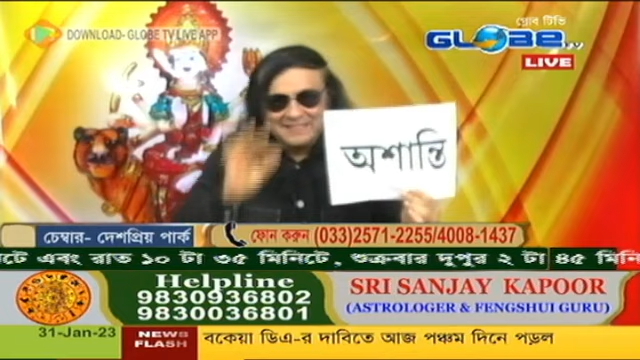 DOWNLOAD- GLOBE TV LIVE APP
গ্লোব টিভি
GLOBE TV
LIVE
অশান্তি
চেম্বার- দেশপ্রিয় পার্ক
ফোন করুন (033)2571-2255/4008-1437
এবং রাত ১০ টা ৩৫ মিনিটে, শুক্রবার দুপুর ২ টা ৪৫
Helpline
9830936802
9830036801
SRI SANJAY KAPOOR
(ASTROLOGER & FENGSHUI GURU)
31-Jan-23
NEWS FLASH
বকেয়া ডিএ-র দাবিতে আজ পঞ্চম দিনে পড়ল